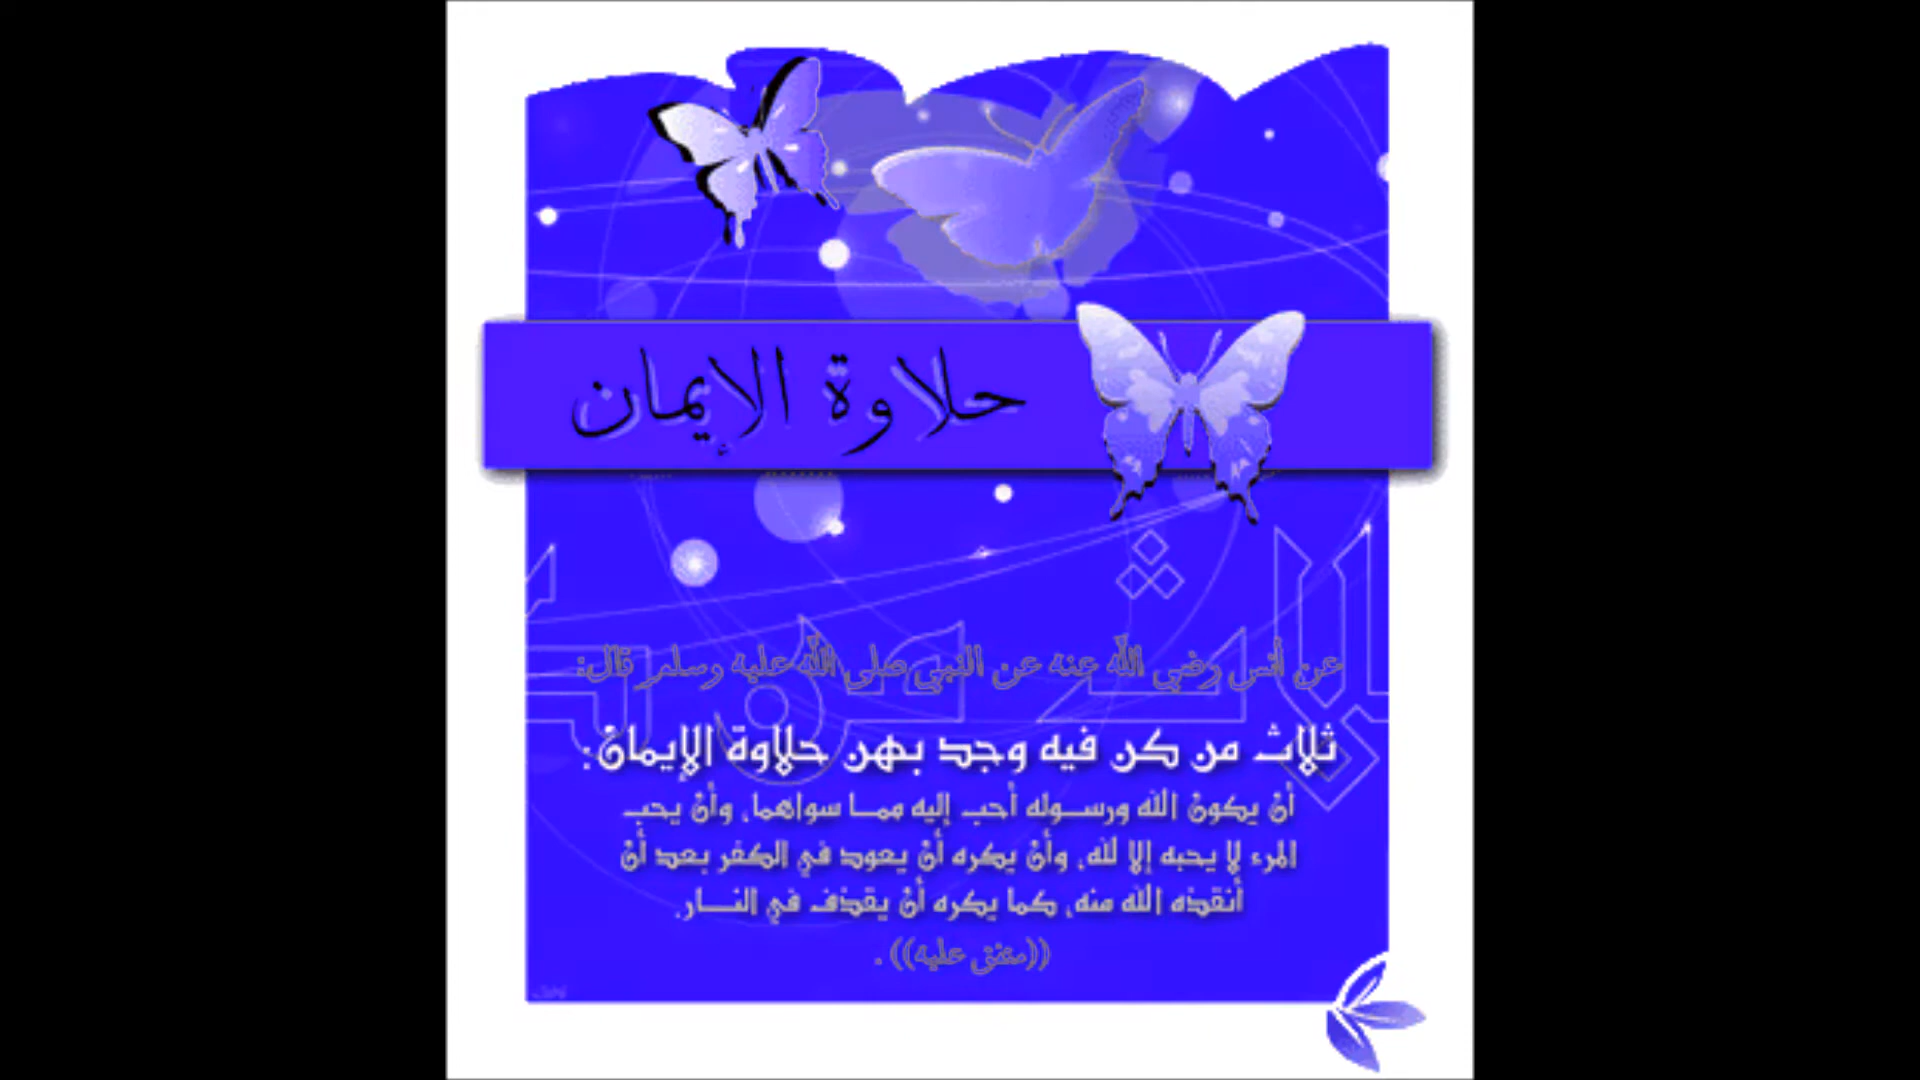 حلاوة الإيمان
عن أنس رضي الله عنه عن النبي صلى الله عليه وسلم قال:
ثلاث من كن فيه وجد بهن حلاوة الإيمان:
أن يكون الله ورسوله أحب إليه مما سواهما، وأن يحب
المرء لا يحبه إلا لله، وأن يكره أن يعود في الكفر بعد أن
أنقذه الله منه، كما يكره أن يقذف في النار.
((متفق عليه)) .